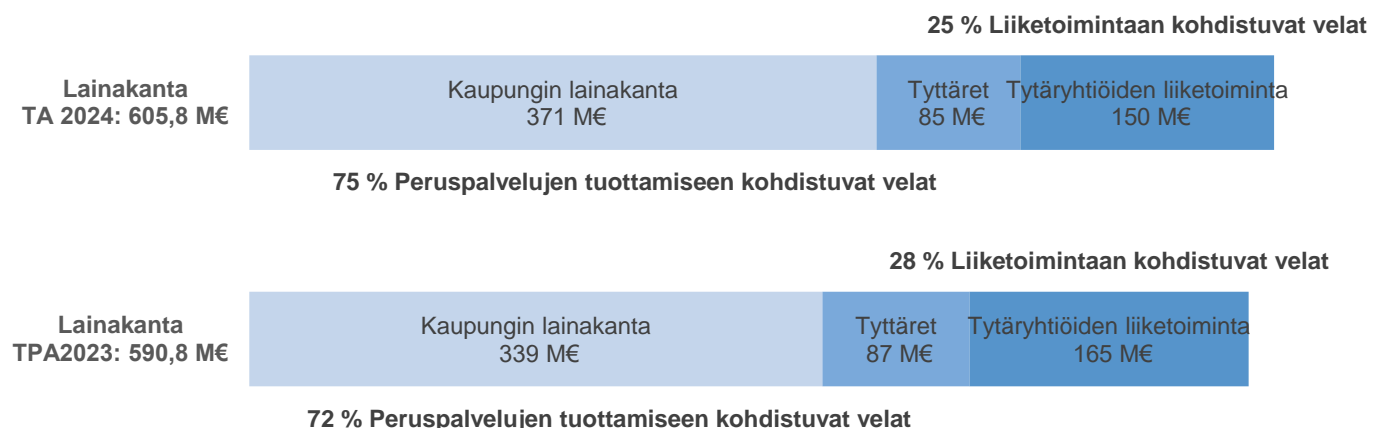 25 % Liiketoimintaan kohdistuvat velat
Lainakanta
TA 2024: 605,8 M€
Kaupungin lainakanta
371 M€
Tyttäret
85 M€
Tytäryhtiöiden liiketoiminta
150 M€
75 % Peruspalvelujen tuottamiseen kohdistuvat velat
28 % Liiketoimintaan kohdistuvat velat
Lainakanta
TPA2023: 590,8 M€
Kaupungin lainakanta
339 M€
Tyttäret
87 M€
Tytäryhtiöiden liiketoiminta
165 M€
72 % Peruspalvelujen tuottamiseen kohdistuvat velat